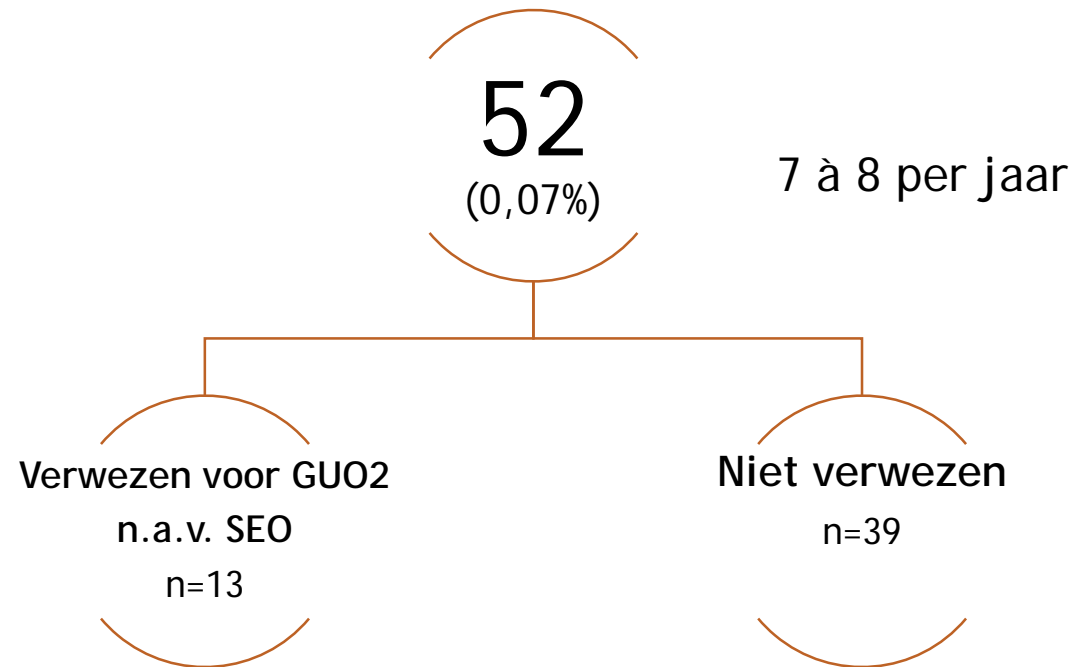 52
(0,07%)
7 à 8 per jaar
Verwezen voor GUO2
n.a.v. SEO
n=13
Niet verwezen
n=39